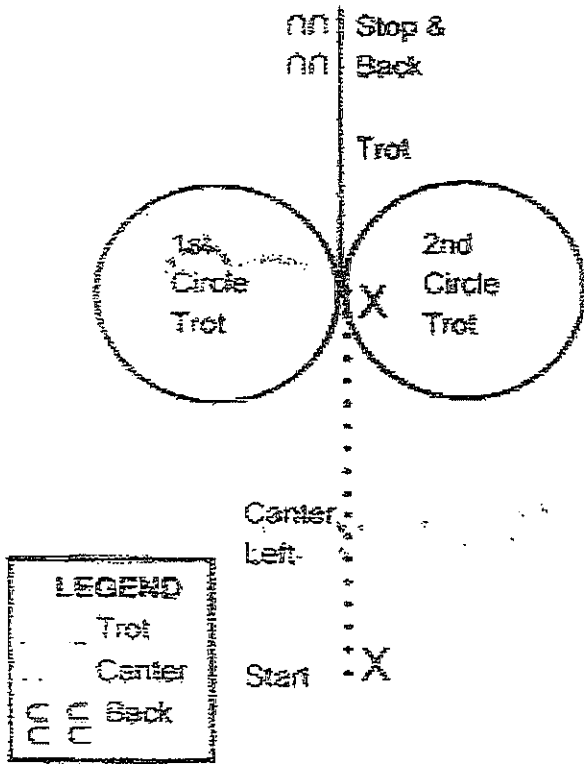 Stop &
Back
Trot
1st
Circle
Trot
2nd
Circle
Trot
X
Canter
Left
Start
X
LEGEND
Trot
Canter
Back